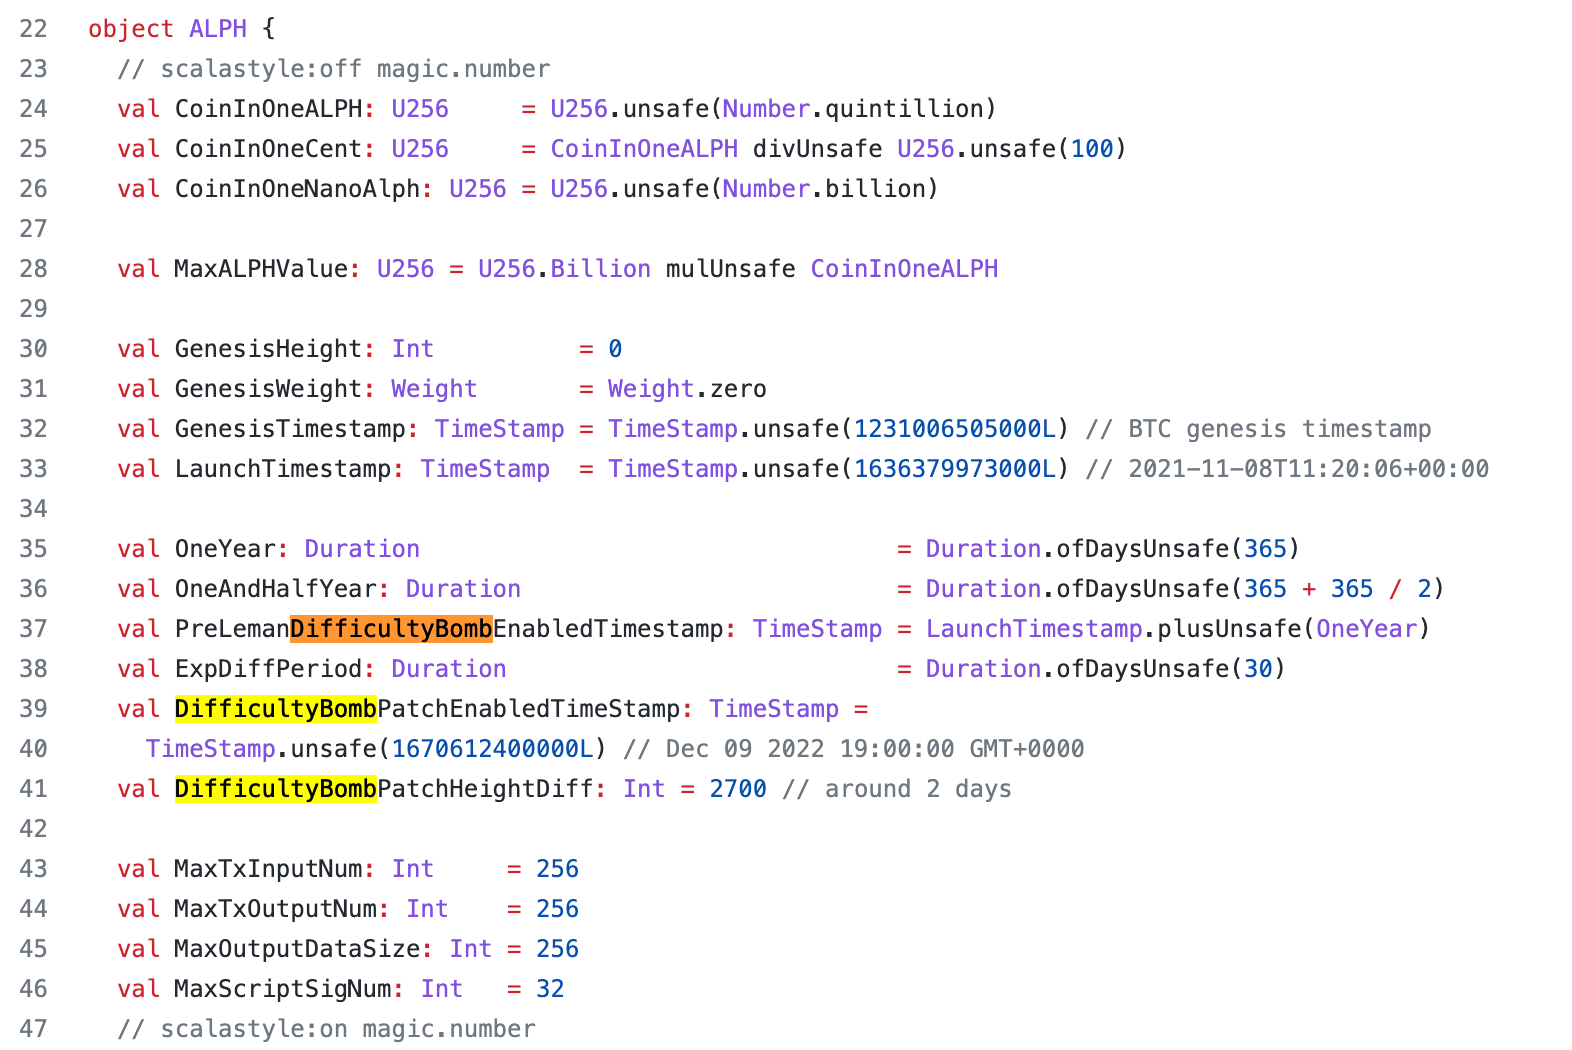 22 object ALPH {
23 // scalastyle:off magic.number
24 val CoinInOneALPH: U256 = U256.unsafe(Number.quintillion)
25 val CoinInOneCent: U256 = CoinInOneALPH divUnsafe U256.unsafe(100)
26 val CoinInOneNanoAlph: U256 = U256.unsafe(Number.billion)
27
28 val MaxALPHValue: U256 = U256.Billion mulUnsafe CoinInOneALPH
29
30 val GenesisHeight: Int = 0
31 val GenesisWeight: Weight = Weight.zero
32 val GenesisTimestamp: TimeStamp = TimeStamp.unsafe(1231006505000L) // BTC genesis timestamp
33 val LaunchTimestamp: TimeStamp = TimeStamp.unsafe(1636379973000L) // 2021-11-08T11:20:06+00:00
34
35 val OneYear: Duration = Duration.ofDaysUnsafe(365)
36 val OneAndHalfYear: Duration = Duration.ofDaysUnsafe(365 + 365 / 2)
37 val PreLemanDifficultyBombEnabledTimestamp: TimeStamp = LaunchTimestamp.plusUnsafe(OneYear)
38 val ExpDiffPeriod: Duration = Duration.ofDaysUnsafe(30)
39 val DifficultyBombPatchEnabledTimeStamp: TimeStamp =
40 TimeStamp.unsafe(1670612400000L) // Dec 09 2022 19:00:00 GMT+0000
41 val DifficultyBombPatchHeightDiff: Int = 2700 // around 2 days
42
43 val MaxTxInputNum: Int = 256
44 val MaxTxOutputNum: Int = 256
45 val MaxOutputDataSize: Int = 256
46 val MaxScriptSigNum: Int = 32
47 // scalastyle:on magic.number